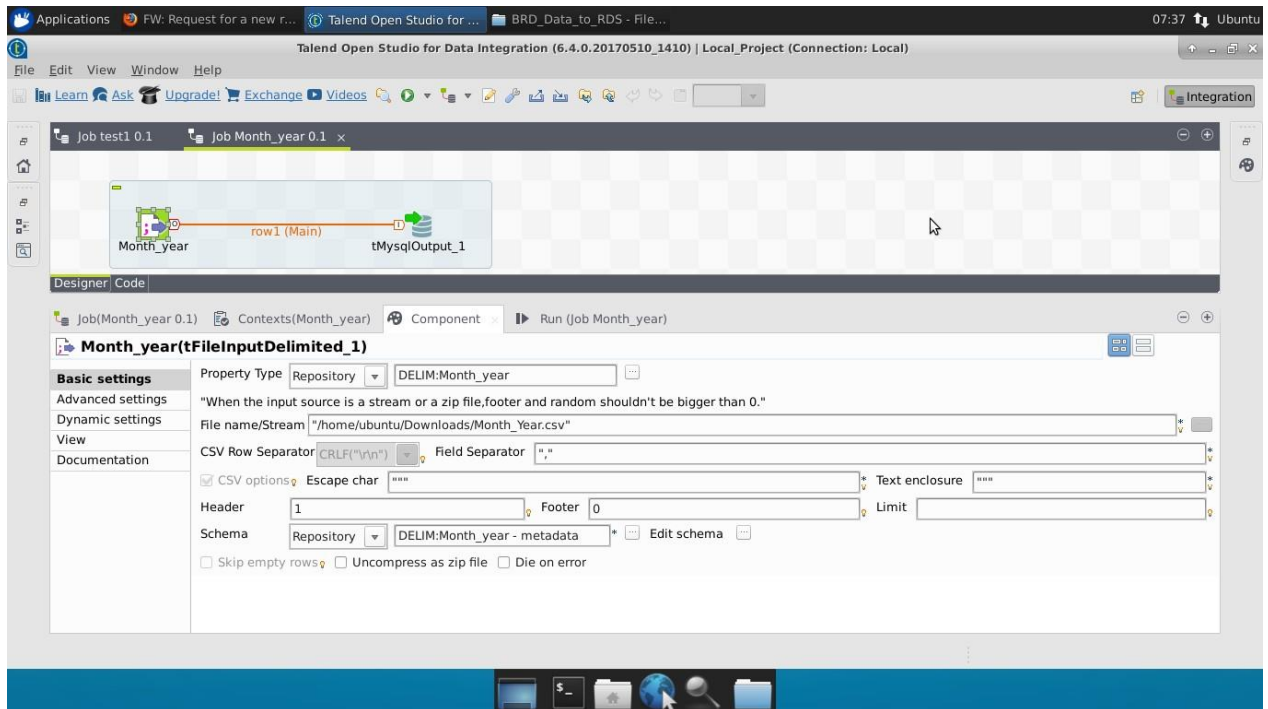 Applications FW: Request for a new r... Talend Open Studio for ... BRD_Data_to_RDS - File... 07:37 Ubuntu
Talend Open Studio for Data Integration (6.4.0.20170510_1410) | Local_Project (Connection: Local)
File Edit View Window Help
Learn Ask Upgrade! Exchange Videos Integration
Job test1 0.1 Job Month_year 0.1
row1 (Main)
Month_year tMysqlOutput_1
Designer Code
Job(Month_year 0.1) Contexts(Month_year) Component Run (Job Month_year)
Month_year(tFileInputDelimited_1)
Basic settings Property Type Repository DELIM:Month_year
Advanced settings "When the input source is a stream or a zip file,footer and random shouldn't be bigger than 0."
Dynamic settings File name/Stream "/home/ubuntu/Downloads/Month_Year.csv"
View
Documentation CSV Row Separator CRLF("\r\n") Field Separator ","
CSV options Escape char """ Text enclosure """
Header 1 Footer 0 Limit
Schema Repository DELIM:Month_year - metadata * Edit schema
Skip empty rows Uncompress as zip file Die on error